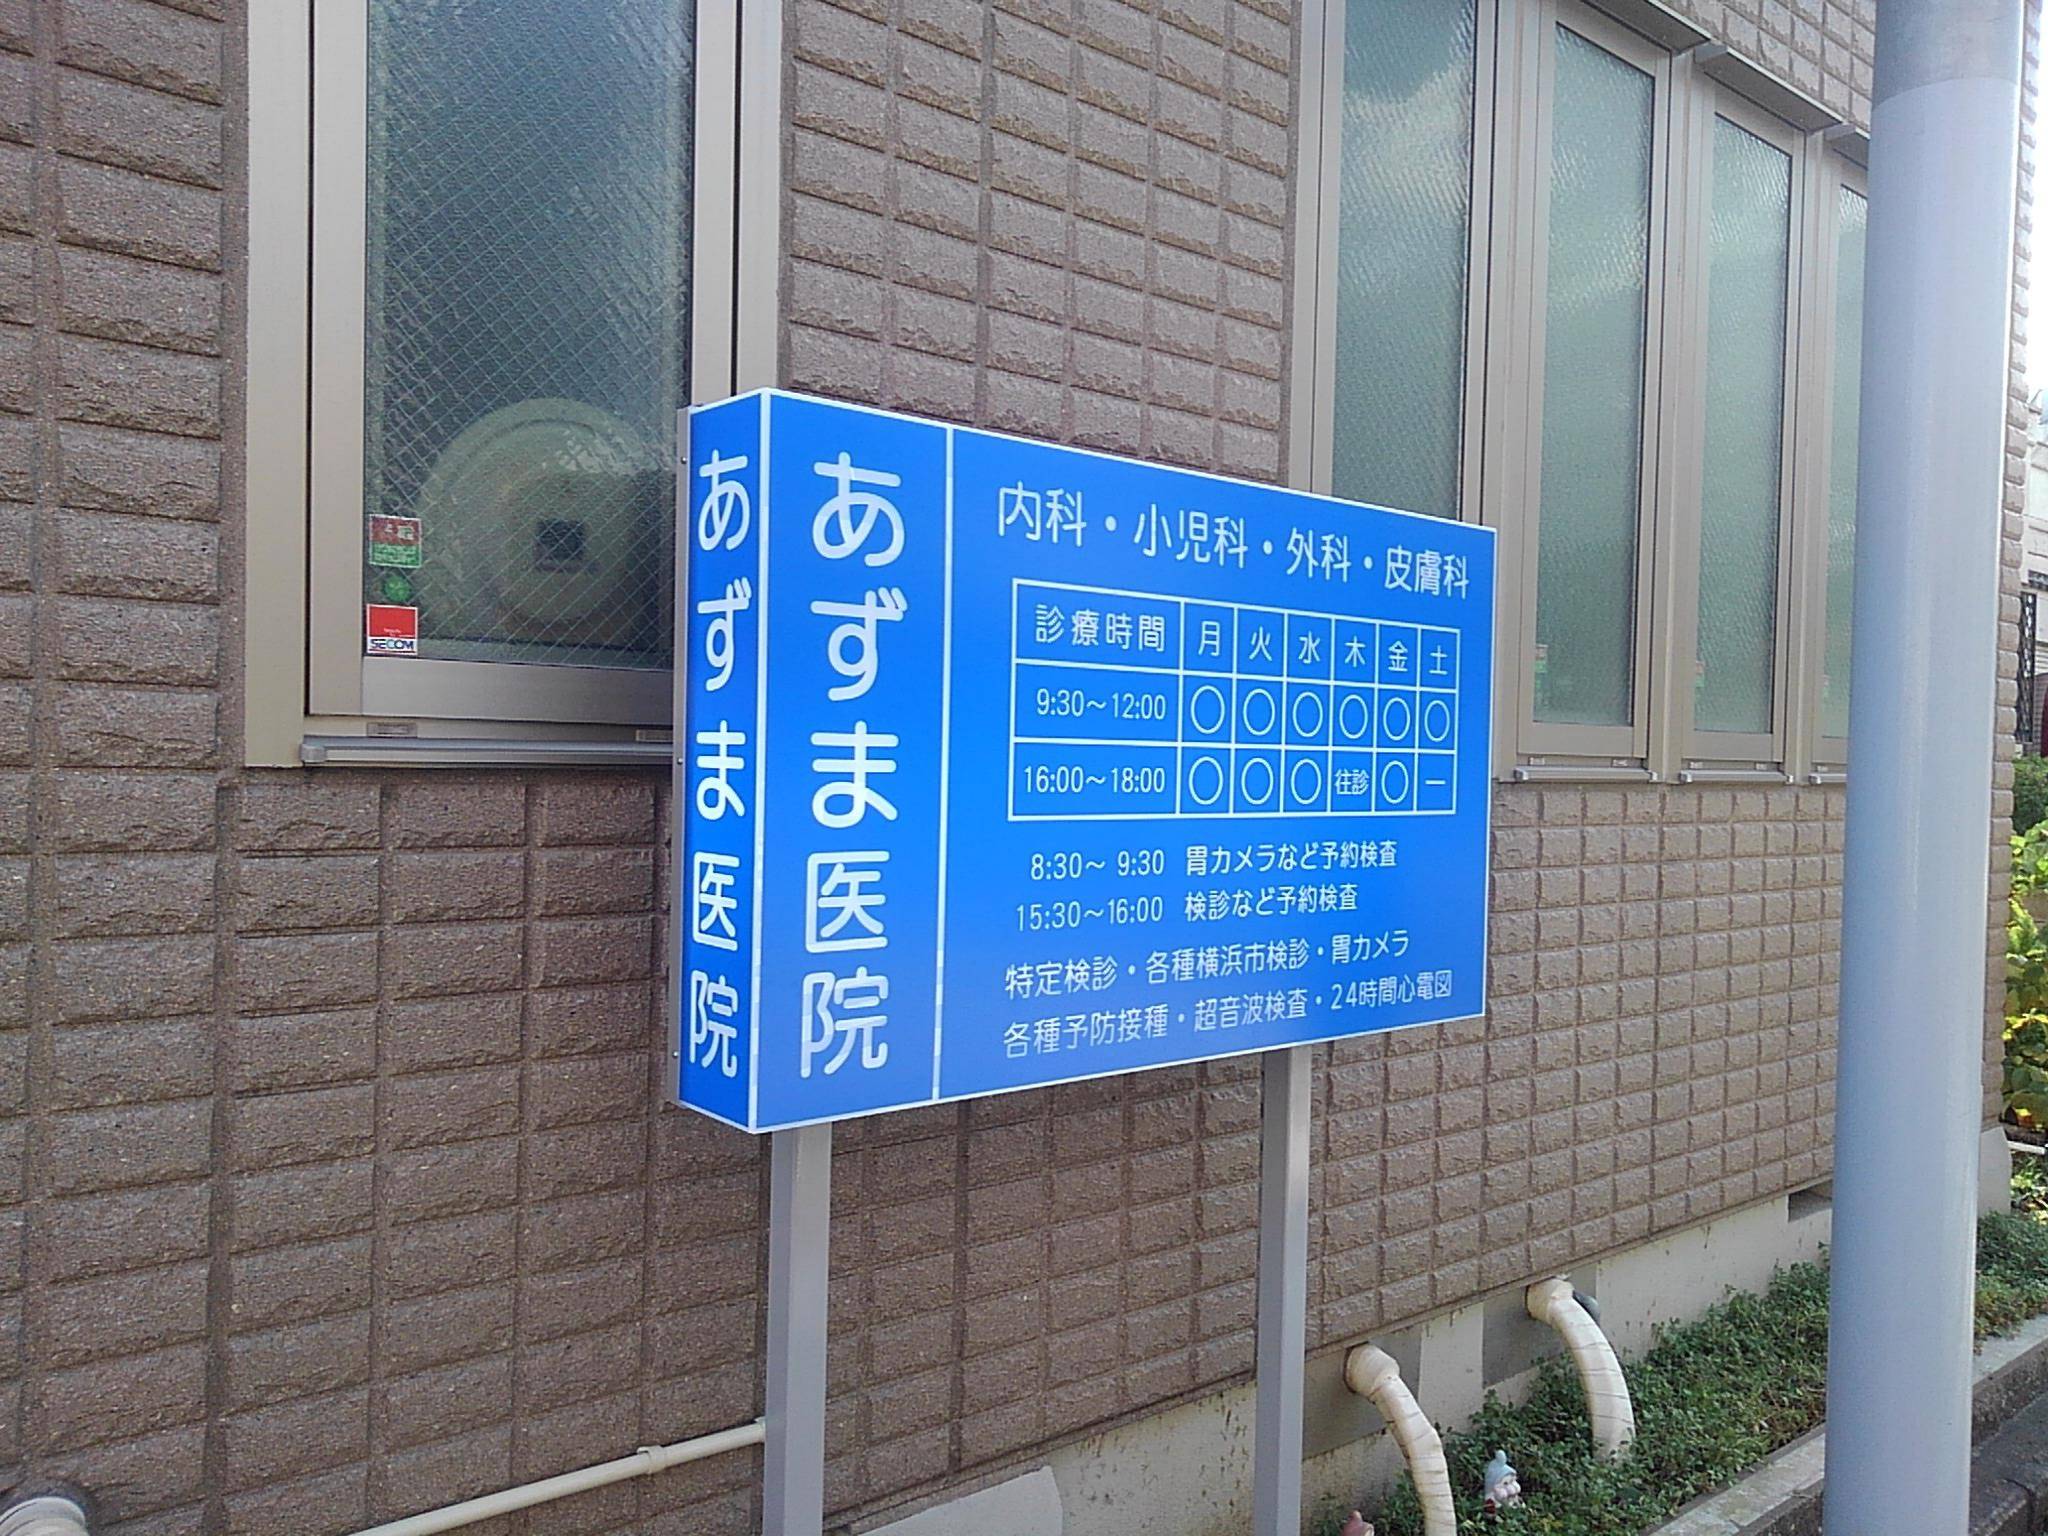 あずま医院
あずま医院
内科・小児科・外科・皮膚科
診療時間 月 火 水 木 金 土
9:30～12:00 ○ ○ ○ ○ ○ ○
16:00～18:00 ○ ○ ○ 往診 ○ ー
8:30～ 9:30 胃カメラなど予約検査
15:30～16:00 検診など予約検査
特定検診・各種横浜市検診・胃カメラ
各種予防接種・超音波検査・24時間心電図
SECOM